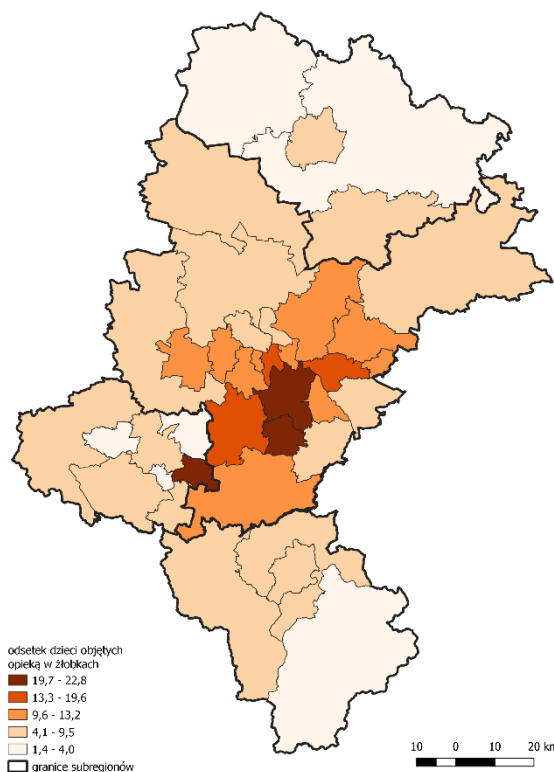 odsetek dzieci objętych
opieką w żłobkach
19,7 - 22,8
13,3 - 19,6
9,6 - 13,2
4,1 - 9,5
1,4 - 4,0
granice subregionów
10 0 10 20 km